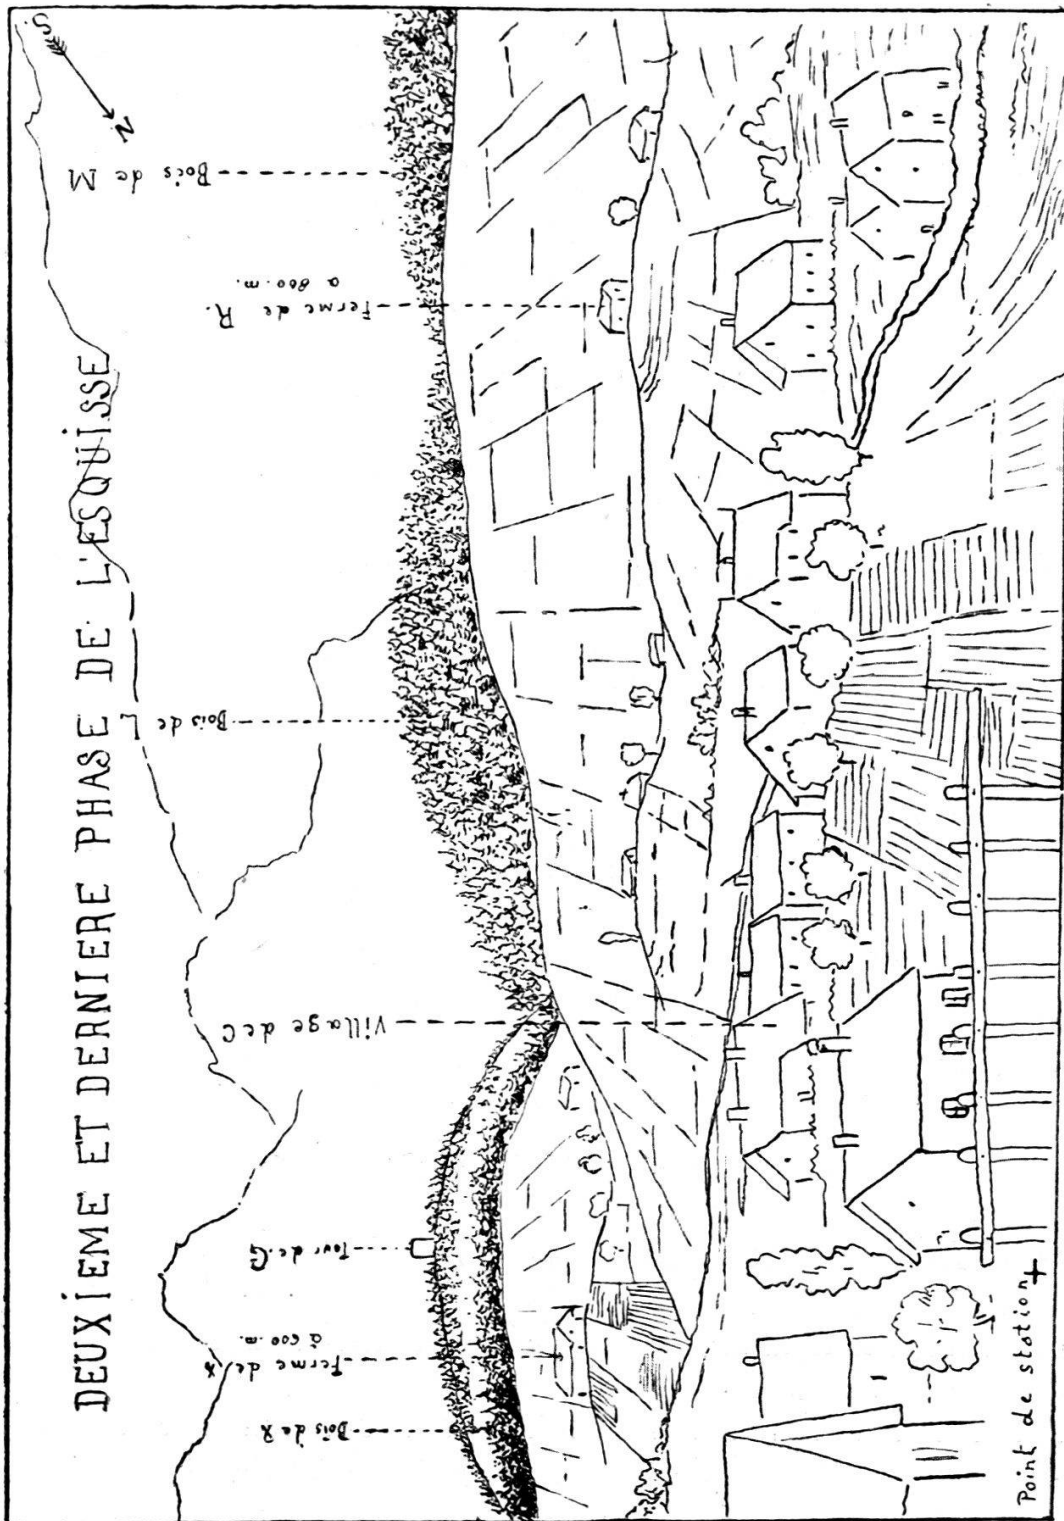 DEUXIÈME ET DERNIERE PHASE DE L'ESQUISSE
Bois de X
Ferme de X
à 600.m.
Tour de.G
Village de C
Bois de L
Ferme de R.
a 800.m.
Bois de M
S.
N
Point de station